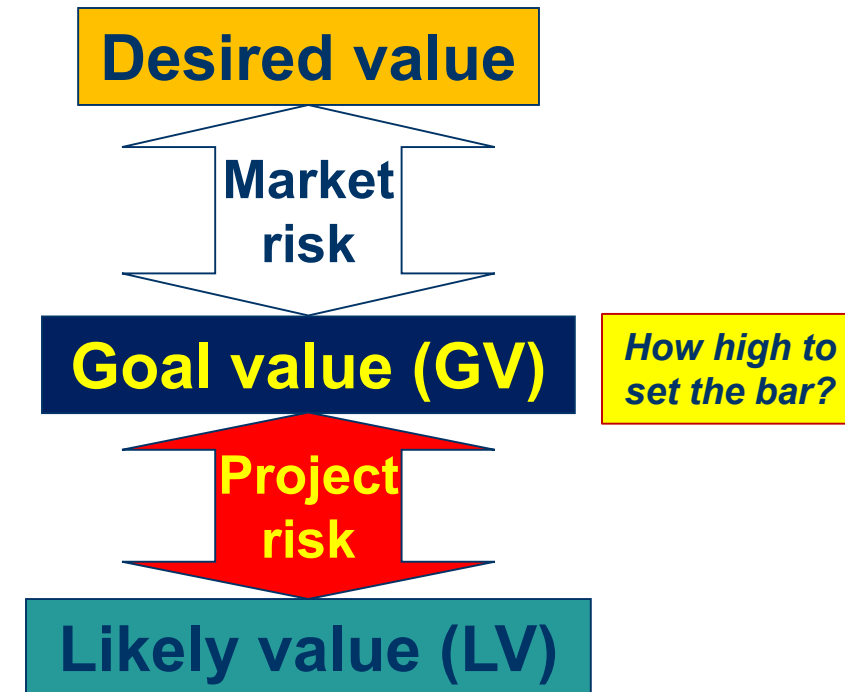 Desired value
Market
risk
Goal value (GV)
How high to
set the bar?
Project
risk
Likely value (LV)